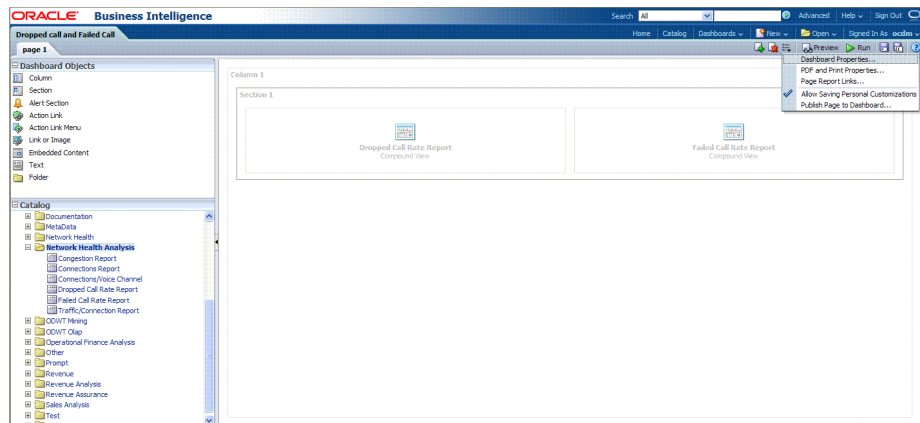 ORACLE Business Intelligence
Search All Advanced Help Sign Out
Dropped call and Failed Call
Home Catalog Dashboards New Open Signed In As ocdm
page 1
Preview Run
Dashboard Properties...
PDF and Print Properties...
Page Report Links...
Allow Saving Personal Customizations
Publish Page to Dashboard...
Dashboard Objects
Column
Section
Alert Section
Action Link
Action Link Menu
Link or Image
Embedded Content
Text
Folder
Catalog
Documentation
MetaData
Network Health
Network Health Analysis
Congestion Report
Connections Report
Connections/Voice Channel
Dropped Call Rate Report
Failed Call Rate Report
Traffic/Connection Report
ODWT Mining
ODWT Olap
Operational Finance Analysis
Other
Prompt
Revenue
Revenue Analysis
Revenue Assurance
Sales Analysis
Test
Column 1
Section 1
Dropped Call Rate Report
Compound View
Failed Call Rate Report
Compound View